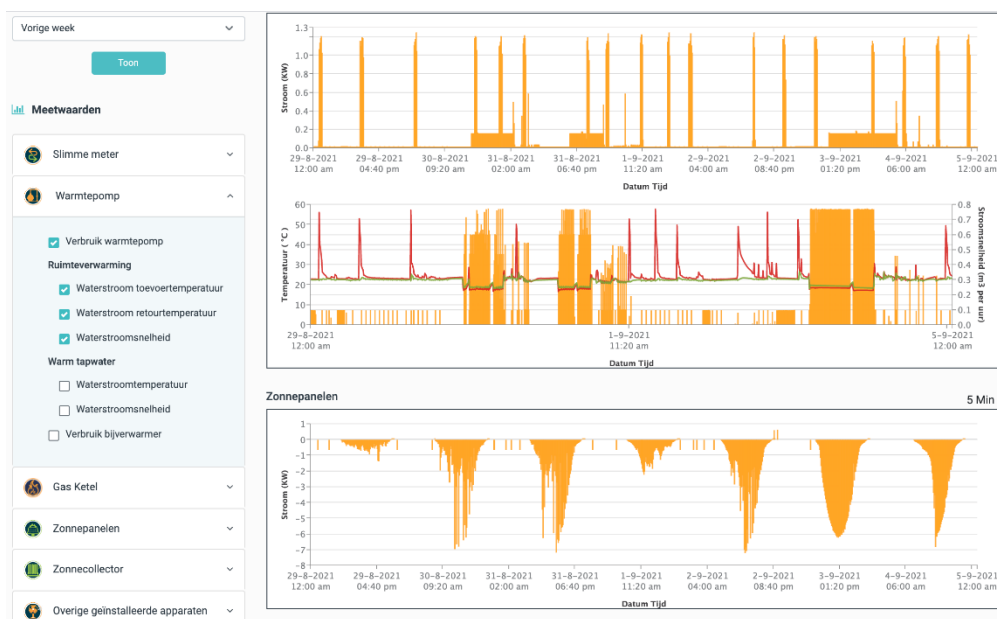 Vorige week
Toon
Meetwaarden
Slimme meter
Warmtepomp
Verbruik warmtepomp
Ruimteverwarming
Waterstroom toevoertemperatuur
Waterstroom retourtemperatuur
Waterstroomsnelheid
Warm tapwater
Waterstroomtemperatuur
Waterstroomsnelheid
Verbruik bijverwarmer
Gas Ketel
Zonnepanelen
Zonnecollector
Overige geïnstalleerde apparaten
Stroom (KW)
1.3
1.0
0.8
0.6
0.4
0.2
0.0
29-8-2021 29-8-2021 30-8-2021 31-8-2021 31-8-2021 1-9-2021 2-9-2021 2-9-2021 3-9-2021 4-9-2021 5-9-2021
12:00 am 04:40 pm 09:20 am 02:00 am 06:40 pm 11:20 am 04:00 am 08:40 pm 01:20 pm 06:00 am 12:00 am
Datum Tijd
Temperatuur ( °C)
60
50
40
30
20
10
0
0.8
0.7
0.6
0.5
0.4
0.3
0.2
0.1
0.0
Stroomsnelheid (m3 per uur)
29-8-2021 1-9-2021 5-9-2021
12:00 am 11:20 am 12:00 am
Datum Tijd
Zonnepanelen
5 Min
Stroom (KW)
1
0
-1
-2
-3
-4
-5
-6
-7
-8
29-8-2021 29-8-2021 30-8-2021 31-8-2021 31-8-2021 1-9-2021 2-9-2021 2-9-2021 3-9-2021 4-9-2021 5-9-2021
12:00 am 04:40 pm 09:20 am 02:00 am 06:40 pm 11:20 am 04:00 am 08:40 pm 01:20 pm 06:00 am 12:00 am
Datum Tijd